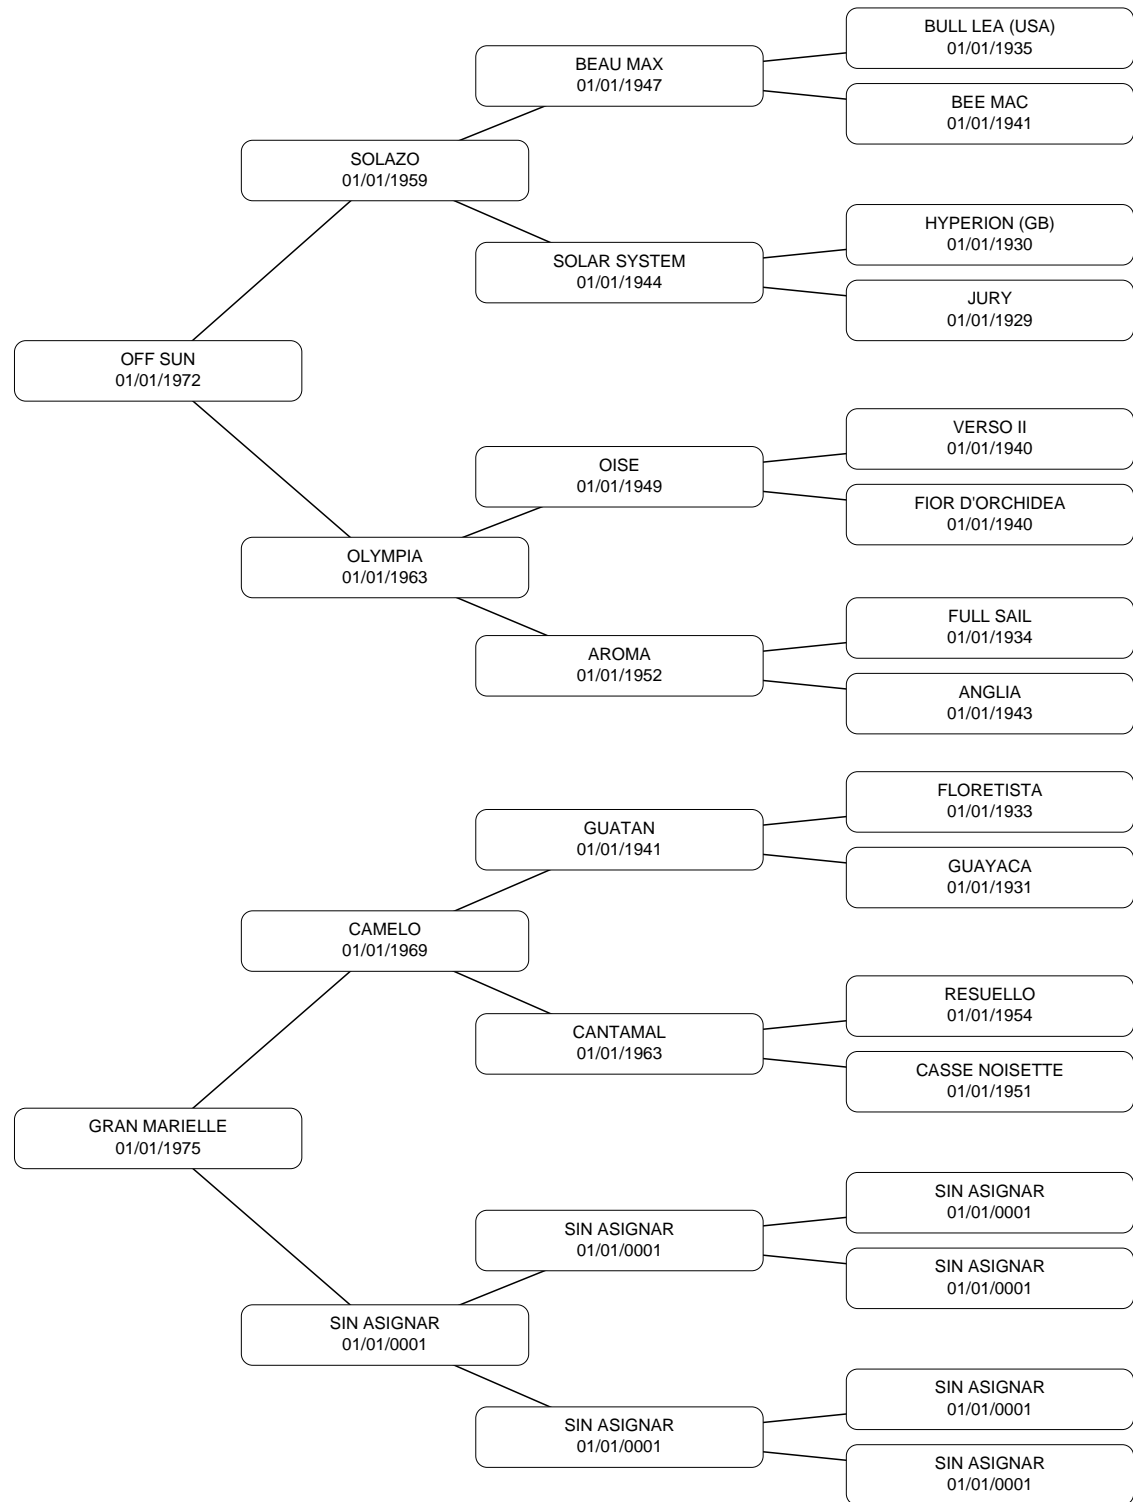 BULL LEA (USA)
01/01/1935
BEAU MAX
01/01/1947
BEE MAC
01/01/1941
SOLAZO
01/01/1959
HYPERION (GB)
01/01/1930
SOLAR SYSTEM
01/01/1944
JURY
01/01/1929
OFF SUN
01/01/1972
VERSO II
01/01/1940
OISE
01/01/1949
FIOR D'ORCHIDEA
01/01/1940
OLYMPIA
01/01/1963
FULL SAIL
01/01/1934
AROMA
01/01/1952
ANGLIA
01/01/1943
FLORETISTA
01/01/1933
GUATAN
01/01/1941
GUAYACA
01/01/1931
CAMELO
01/01/1969
RESUELLO
01/01/1954
CANTAMAL
01/01/1963
CASSE NOISETTE
01/01/1951
GRAN MARIELLE
01/01/1975
SIN ASIGNAR
01/01/0001
SIN ASIGNAR
01/01/0001
SIN ASIGNAR
01/01/0001
SIN ASIGNAR
01/01/0001
SIN ASIGNAR
01/01/0001
SIN ASIGNAR
01/01/0001
SIN ASIGNAR
01/01/0001